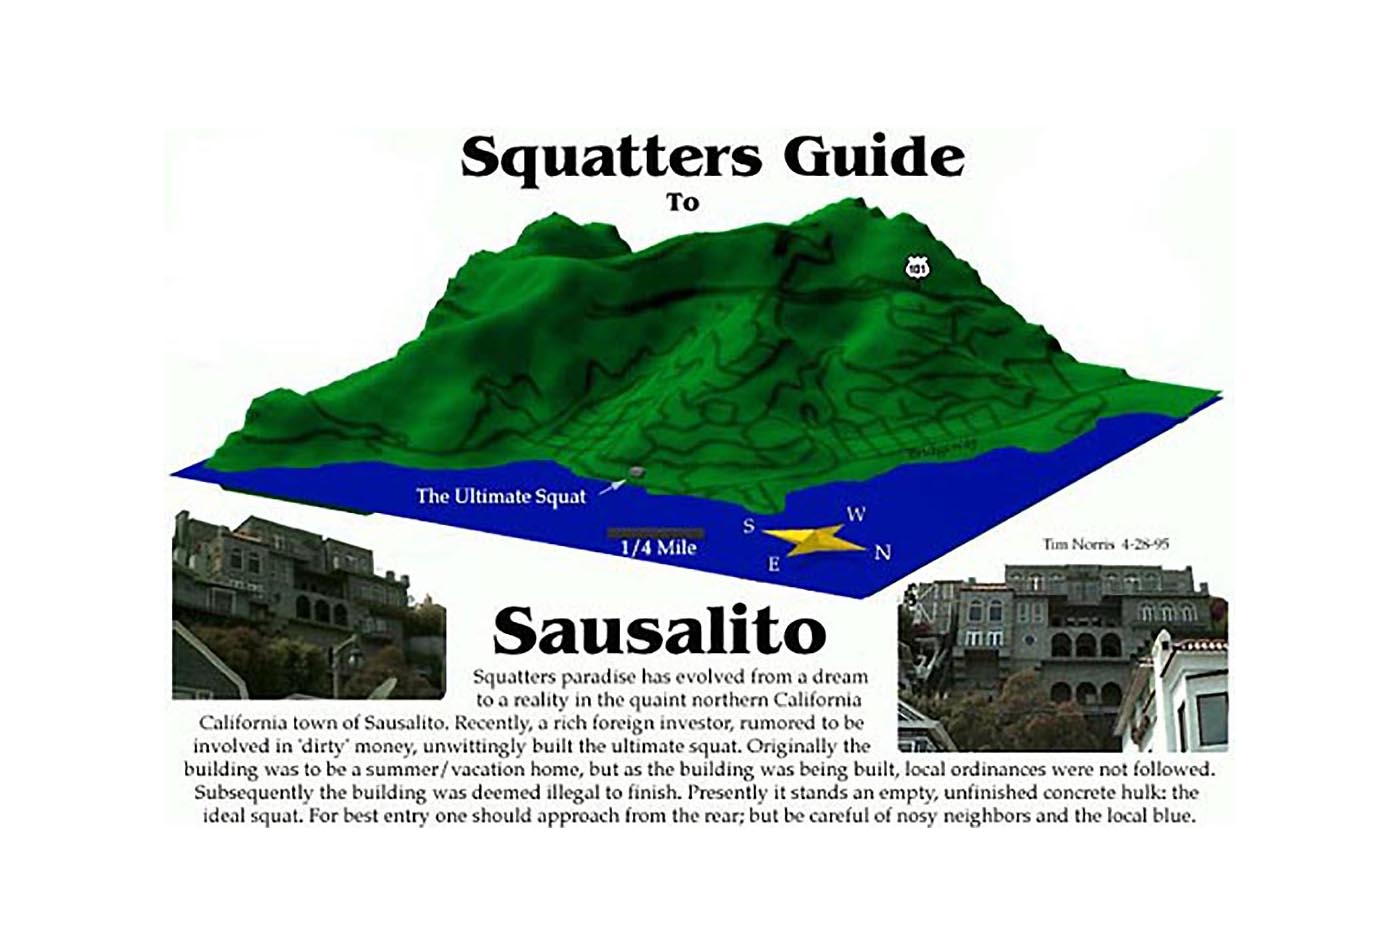 Squatters Guide
To
101
Bridgeway
The Ultimate Squat
1/4 Mile
S
W
E
N
Tim Norris 4-28-95
Sausalito
Squatters paradise has evolved from a dream
to a reality in the quaint northern California
California town of Sausalito. Recently, a rich foreign investor, rumored to be
involved in "dirty" money, unwittingly built the ultimate squat. Originally the
building was to be a summer/vacation home, but as the building was being built, local ordinances were not followed.
Subsequently the building was deemed illegal to finish. Presently it stands an empty, unfinished concrete hulk: the
ideal squat. For best entry one should approach from the rear; but be careful of nosy neighbors and the local blue.